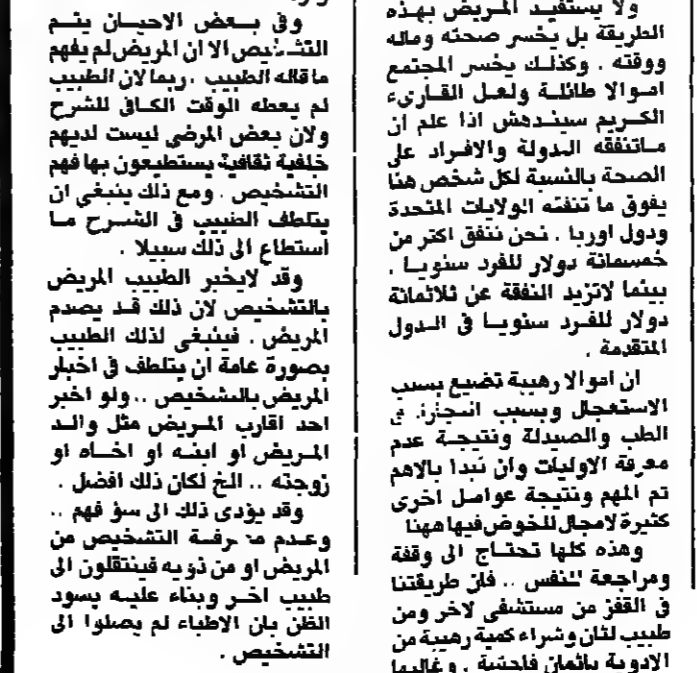 ولا يستفيد المريض بهذه
الطريقة بل يخسر صحته وماله
ووقته . وكذلك يخسر المجتمع
اموالا طائلة ولعل القارىء
الكريم سيندهش اذا علم ان
ماتنفقه الدولة والافراد على
الصحة بالنسبة لكل شخص هنا
يفوق ما تنفقه الولايات المتحدة
ودول اوربا . نحن ننفق اكثر من
خمسمائة دولار للفرد سنويا .
بينما لاتزيد النفقة عن ثلاثمائة
دولار للفرد سنويا في الدول
المتقدمة .
ان اموالا رهيبة تضيع بسبب
الاستعجال وبسبب في
الطب والصيدلة ونتيجة عدم
معرفة الاوليات وان نبدا بالاهم
ثم المهم ونتيجة عوامل اخرى
كثيرة لامجال للخوض فيها ههنا
وهذه كلها تحتاج الى وقفة
ومراجعة للنفس .. فان طريقتنا
في القفز من مستشفى لاخر ومن
طبيب لثان وشراء كمية رهيبة من
الادوية باثمان فاحشة . وغالبها
وفي بعض الاحيان يتم
التشخيص الا ان المريض لم يفهم
ماقاله الطبيب . ربما لان الطبيب
لم يعطه الوقت الكافي للشرح
ولان بعض المرضى ليست لديهم
خلفية ثقافية يستطيعون بها فهم
التشخيص . ومع ذلك ينبغي ان
يتلطف الطبيب في الشرح ما
استطاع الى ذلك سبيلا .
وقد لايخبر الطبيب المريض
بالتشخيص لان ذلك قد يصدم
المريض . فينبغي لذلك الطبيب
بصورة عامة ان يتلطف في اخبار
المريض بالتشخيص .. ولو اخبر
احد اقارب المريض مثل والد
المريض او ابنه او اخاه او
زوجته .. الخ لكان ذلك افضل .
وقد يؤدى ذلك الى سؤ فهم ..
وعدم معرفة التشخيص من
المريض او من ذويه فينتقلون الى
طبيب اخر وبناء عليه يسود
الظن بان الاطباء لم يصلوا الى
التشخيص .